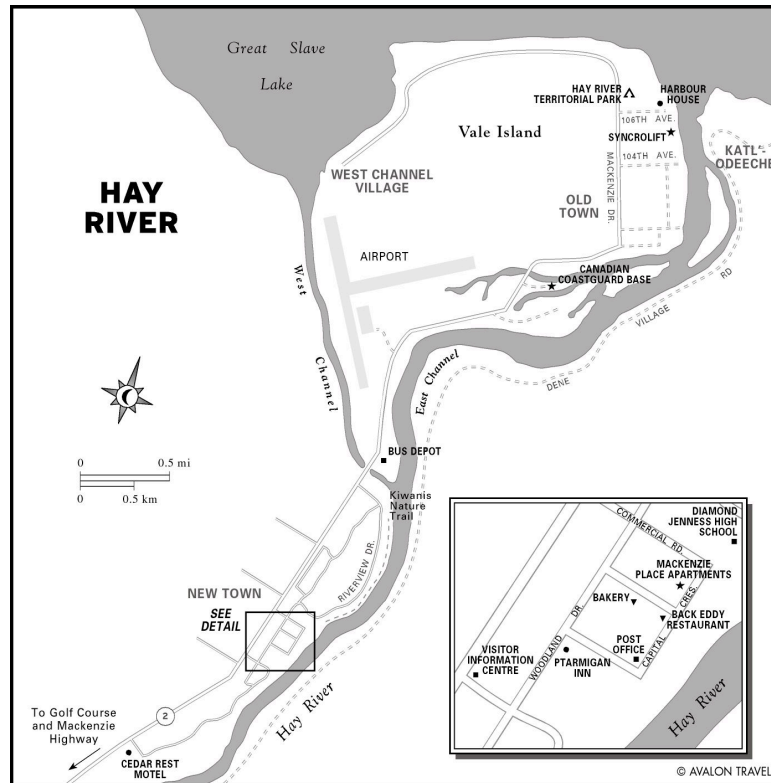 Great Slave
Lake
HAY RIVER
TERRITORIAL PARK
HARBOUR
HOUSE
106TH AVE.
Vale Island
SYNCROLIFT
104TH AVE.
KATL'-
ODEECHE
WEST CHANNEL
VILLAGE
MACKENZIE DR.
HAY
RIVER
OLD
TOWN
AIRPORT
CANADIAN
COASTGUARD BASE
West Channel
East Channel
DENE VILLAGE RD
0 0.5 mi
0 0.5 km
BUS DEPOT
Kiwanis
Nature
Trail
RIVERVIEW DR.
NEW TOWN
SEE
DETAIL
Hay River
To Golf Course
and Mackenzie
Highway
2
CEDAR REST
MOTEL
DIAMOND
JENNESS HIGH
SCHOOL
COMMERCIAL RD.
MACKENZIE
PLACE APARTMENTS
BAKERY
BACK EDDY
RESTAURANT
WOODLAND DR.
CAPITAL CRES
POST
OFFICE
VISITOR
INFORMATION
CENTRE
PTARMIGAN
INN
Hay River
© AVALON TRAVEL